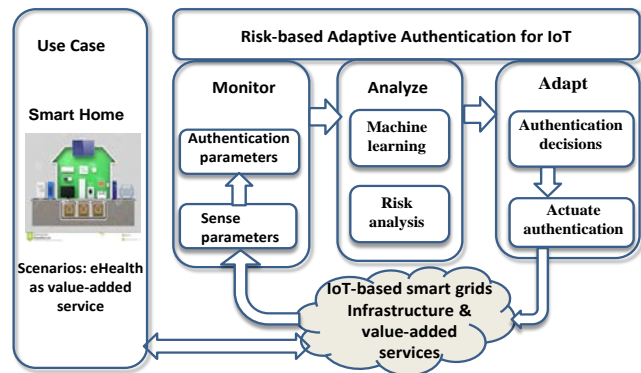 Use Case
Smart Home
Scenarios: eHealth
as value-added
service
Risk-based Adaptive Authentication for IoT
Monitor
Authentication
parameters
Sense
parameters
Analyze
Machine
learning
Risk
analysis
Adapt
Authentication
decisions
Actuate
authentication
IoT-based smart grids
Infrastructure &
value-added
services